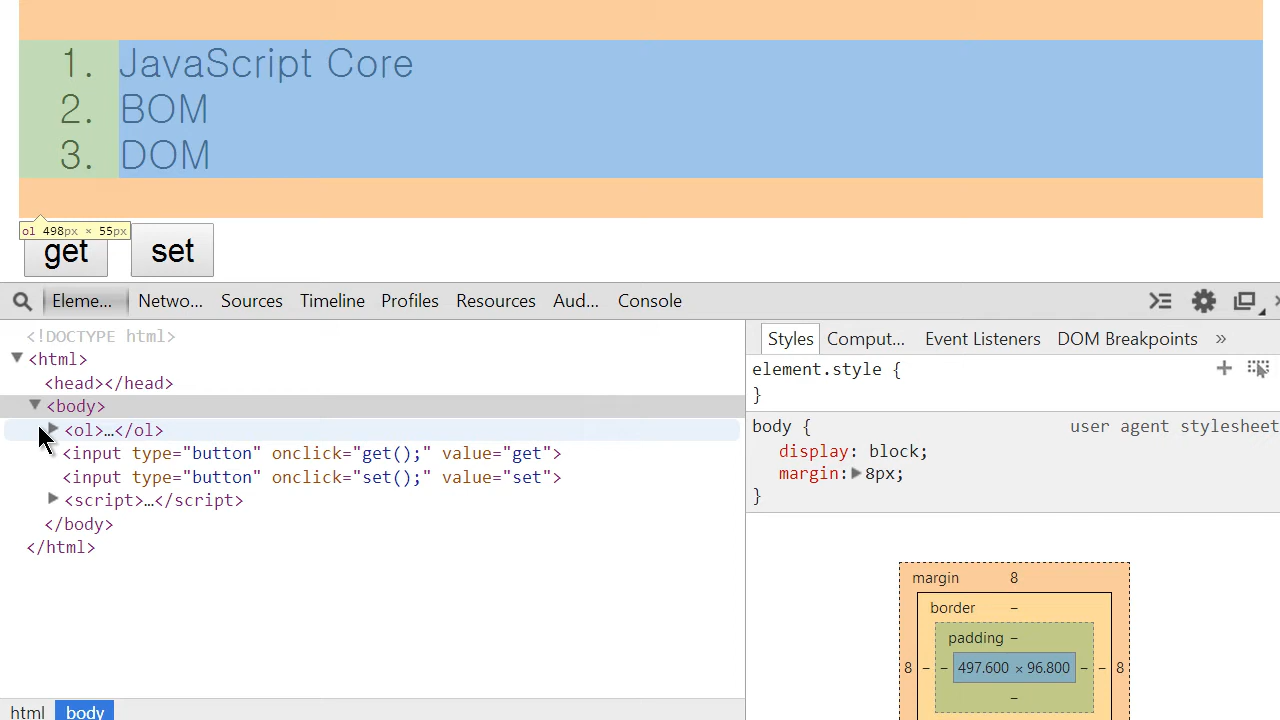 1. JavaScript Core
2. BOM
3. DOM
ol 498px × 55px
get set
Eleme... Netwo... Sources Timeline Profiles Resources Aud... Console
<!DOCTYPE html>
<html>
<head></head>
<body>
<ol>…</ol>
<input type="button" onclick="get();" value="get">
<input type="button" onclick="set();" value="set">
<script>…</script>
</body>
</html>
html body
Styles Comput... Event Listeners DOM Breakpoints »
element.style { +
}
body { user agent stylesheet
display: block;
margin: 8px;
}
margin 8
border –
padding –
8 – – 497.600 × 96.800 – – 8
–